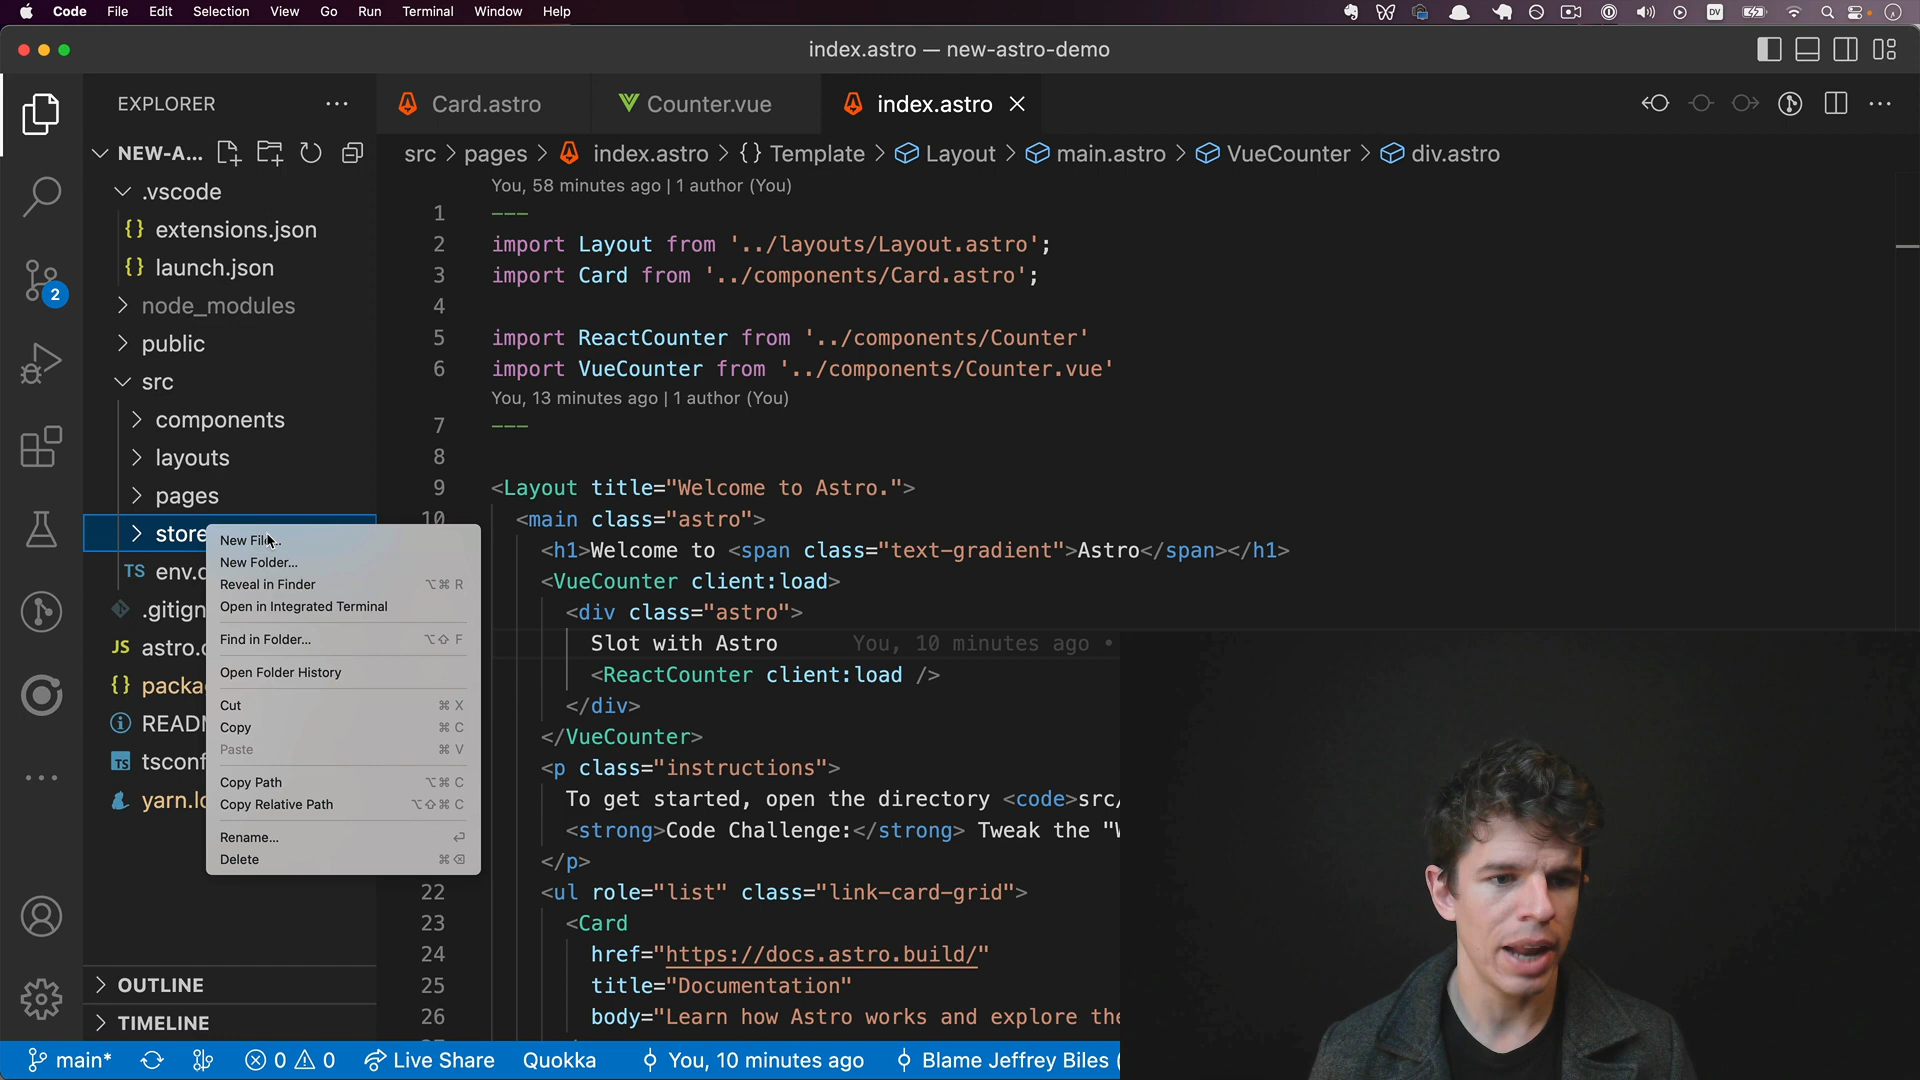 Code File Edit Selection View Go Run Terminal Window Help
index.astro — new-astro-demo
EXPLORER
Card.astro
Counter.vue
index.astro
NEW-A...
src > pages > index.astro > {} Template > Layout > main.astro > VueCounter > div.astro
.vscode
{} extensions.json
{} launch.json
node_modules
public
src
components
layouts
pages
store
TS env.d
.gitign
JS astro.c
{} packa
READ
TS tsconf
yarn.lo
OUTLINE
TIMELINE
2
New File...
New Folder...
Reveal in Finder ⌥⌘ R
Open in Integrated Terminal
Find in Folder... ⌥⇧ F
Open Folder History
Cut ⌘ X
Copy ⌘ C
Paste ⌘ V
Copy Path ⌥⌘ C
Copy Relative Path ⌥⇧⌘ C
Rename... ⏎
Delete ⌘⌫
You, 58 minutes ago | 1 author (You)
1 ---
2 import Layout from '../layouts/Layout.astro';
3 import Card from '../components/Card.astro';
4
5 import ReactCounter from '../components/Counter'
6 import VueCounter from '../components/Counter.vue'
You, 13 minutes ago | 1 author (You)
7 ---
8
9 <Layout title="Welcome to Astro.">
10 <main class="astro">
<h1>Welcome to <span class="text-gradient">Astro</span></h1>
<VueCounter client:load>
<div class="astro">
Slot with Astro You, 10 minutes ago •
<ReactCounter client:load />
</div>
</VueCounter>
<p class="instructions">
To get started, open the directory <code>src/
<strong>Code Challenge:</strong> Tweak the "W
</p>
22 <ul role="list" class="link-card-grid">
23 <Card
24 href="https://docs.astro.build/"
25 title="Documentation"
26 body="Learn how Astro works and explore the
main* 0 0 Live Share Quokka You, 10 minutes ago Blame Jeffrey Biles (